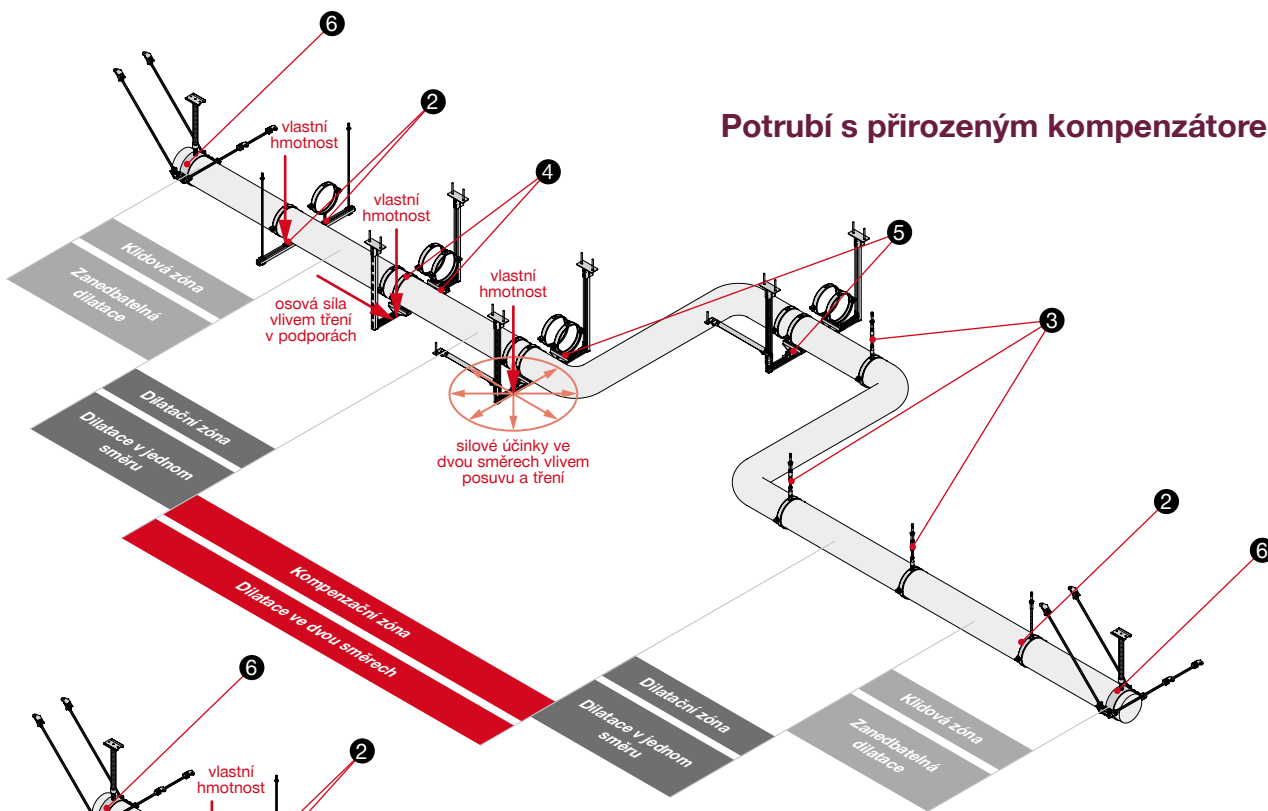 Potrubí s přirozeným kompenzátore
6
2
vlastní
hmotnost
4
vlastní
hmotnost
5
vlastní
hmotnost
3
osová síla
vlivem tření
v podporách
silové účinky ve
dvou směrech vlivem
posuvu a tření
2
6
Klidová zóna
Zanedbatelná
dilatace
Dilatační zóna
Dilatace v jednom
směru
Kompenzační zóna
Dilatace ve dvou směrech
Dilatační zóna
Dilatace v jednom
směru
Klidová zóna
Zanedbatelná
dilatace
6
2
vlastní
hmotnost